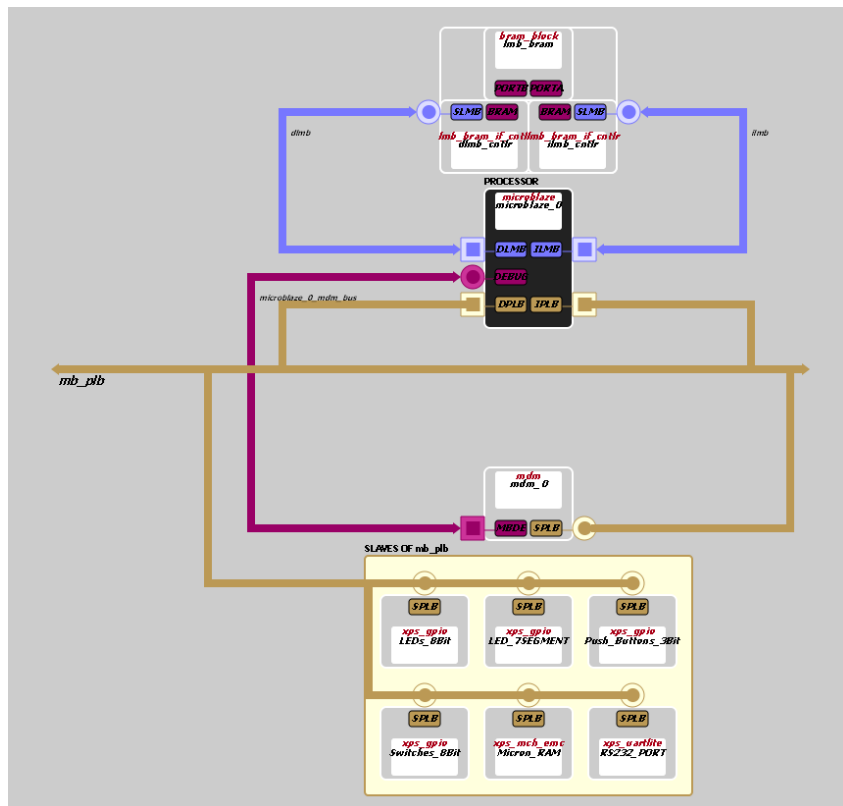 bram_block
lmb_bram
PORTB PORTA
SLMB BRAM BRAM SLMB
dlmb ilmb
lmb_bram_if_cntlr lmb_bram_if_cntlr
dlmb_cntlr ilmb_cntlr
PROCESSOR
microblaze
microblaze_0
DLMB ILMB
DEBUG
microblaze_0_mdm_bus
DPLB IPLB
mb_plb
mdm
mdm_0
MBDE SPLB
SLAVES OF mb_plb
SPLB SPLB SPLB
xps_gpio xps_gpio xps_gpio
LEDs_8Bit LED_7SEGMENT Push_Buttons_3Bit
SPLB SPLB SPLB
xps_gpio xps_mch_emc xps_uartlite
Switches_8Bit Micron_RAM RS232_PORT